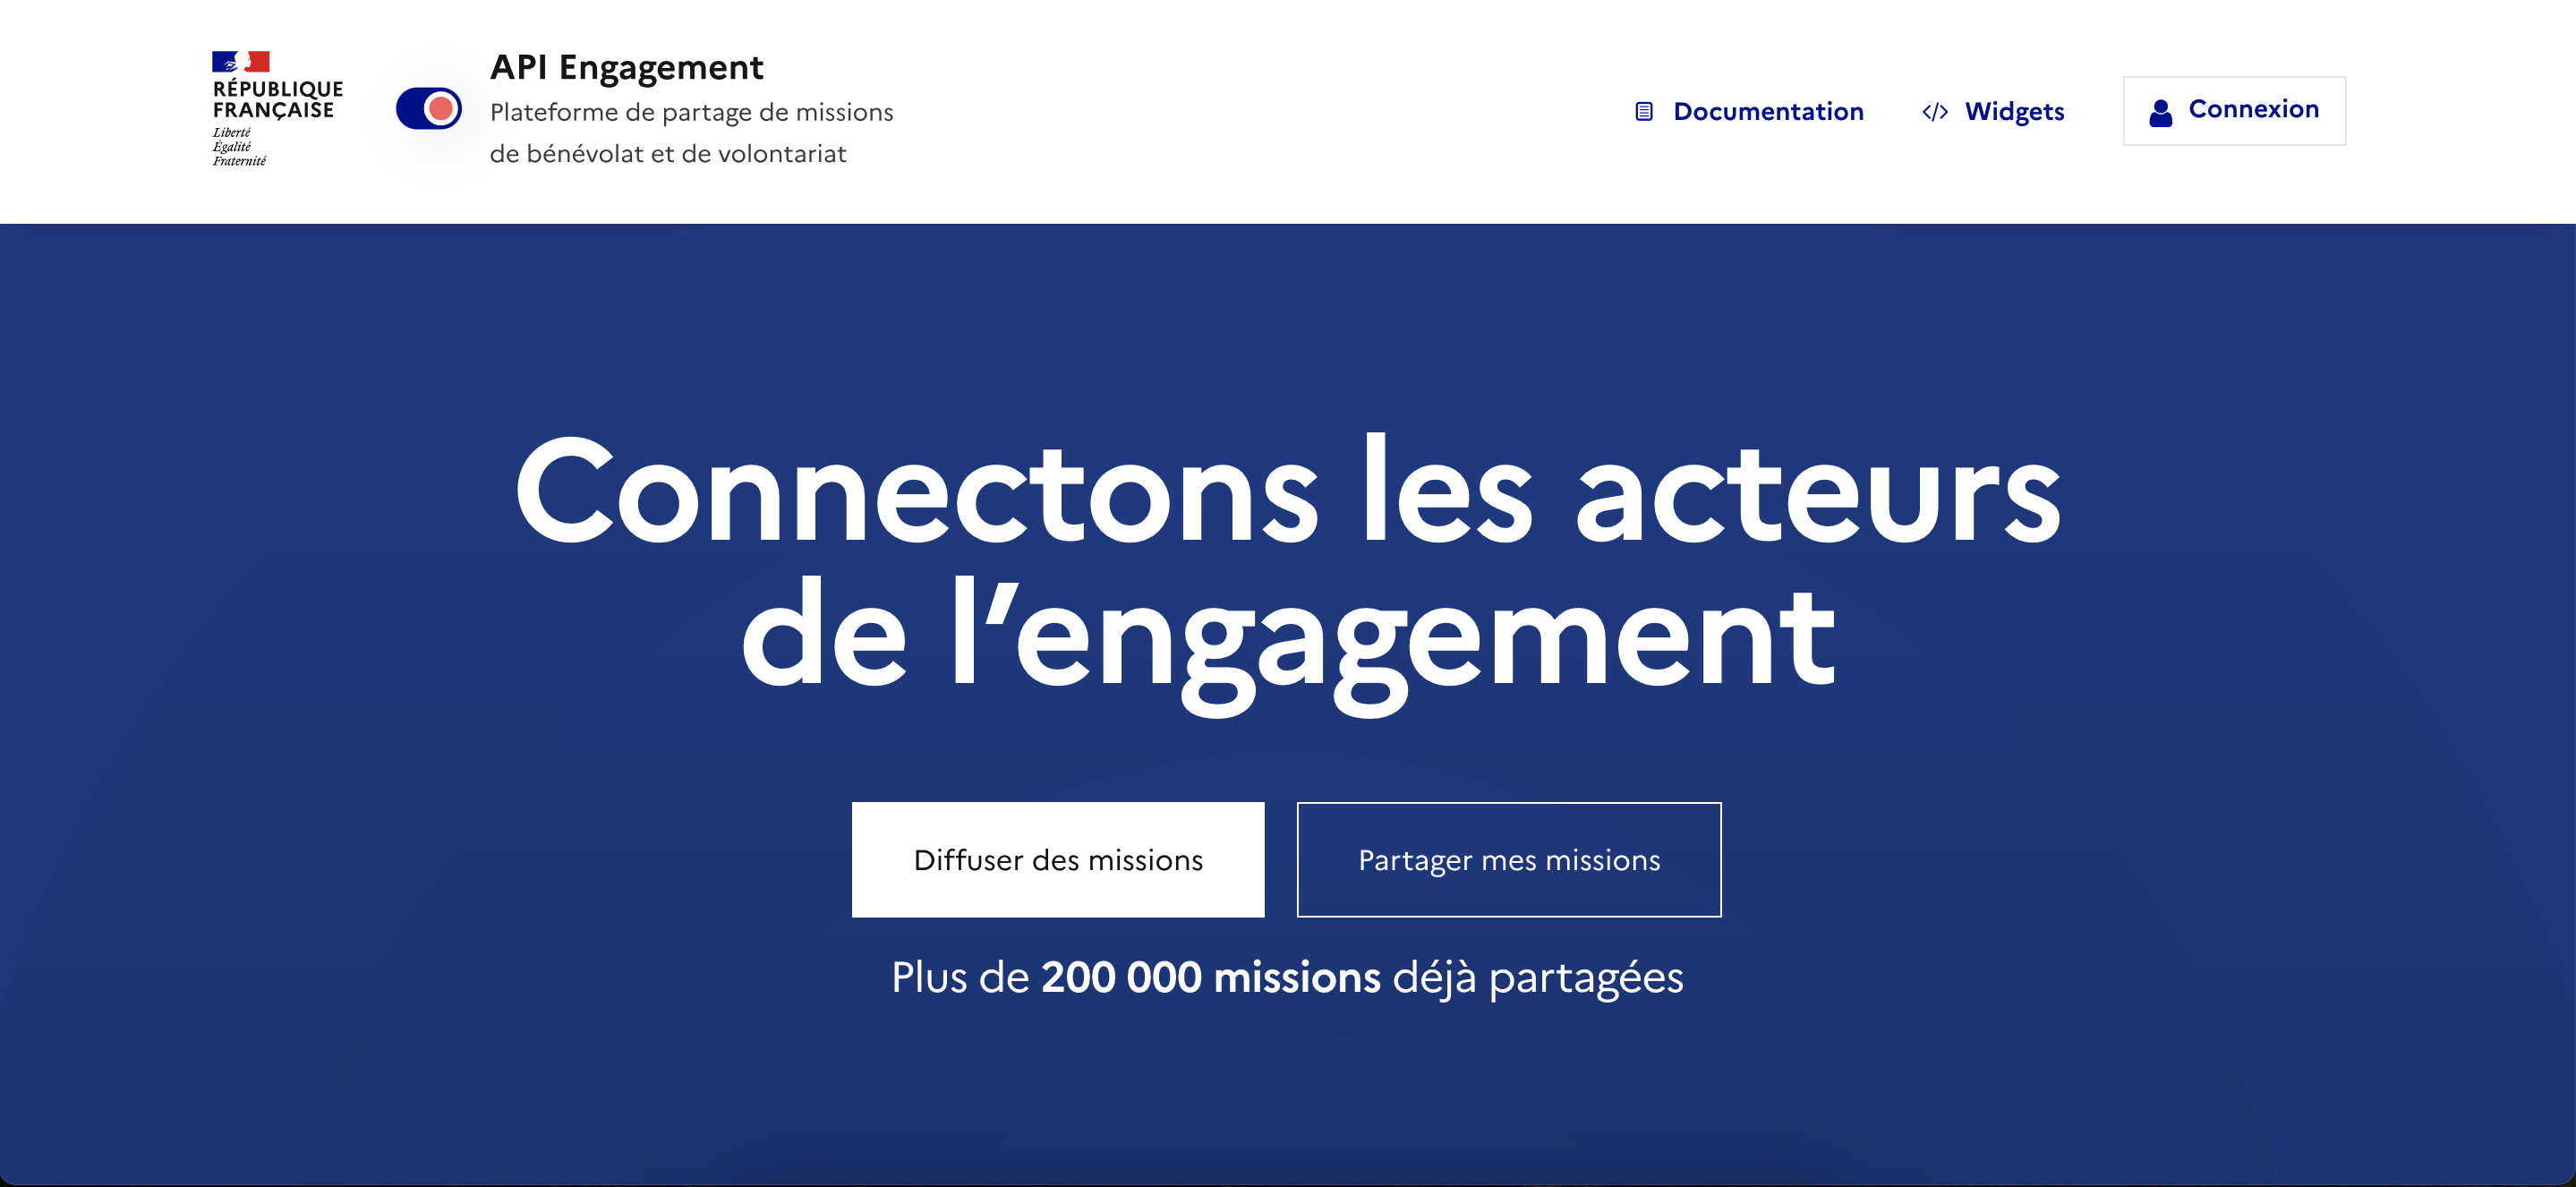 RÉPUBLIQUE
FRANÇAISE
Liberté
Égalité
Fraternité
API Engagement
Plateforme de partage de missions
de bénévolat et de volontariat
Documentation
</> Widgets
Connexion
Connectons les acteurs
de l’engagement
Diffuser des missions
Partager mes missions
Plus de 200 000 missions déjà partagées